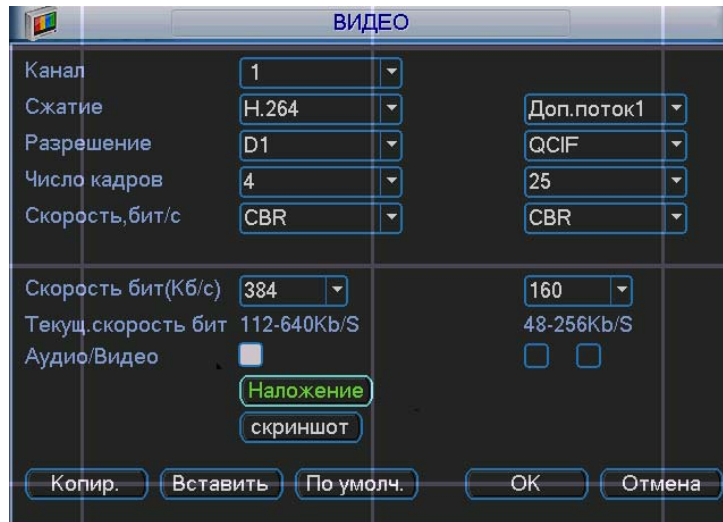 ВИДЕО
Канал 1
Сжатие H.264 Доп.поток1
Разрешение D1 QCIF
Число кадров 4 25
Скорость,бит/с CBR CBR
Скорость бит(Кб/с) 384 160
Текущ.скорость бит 112-640Kb/S 48-256Kb/S
Аудио/Видео
Наложение
скриншот
Копир. Вставить По умолч. OK Отмена